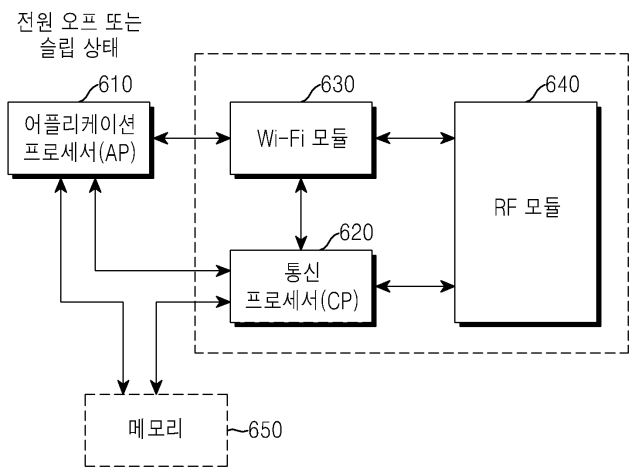 전원 오프 또는
슬립 상태
610
어플리케이션
프로세서(AP)
630
Wi-Fi 모듈
640
RF 모듈
620
통신
프로세서(CP)
메모리
650